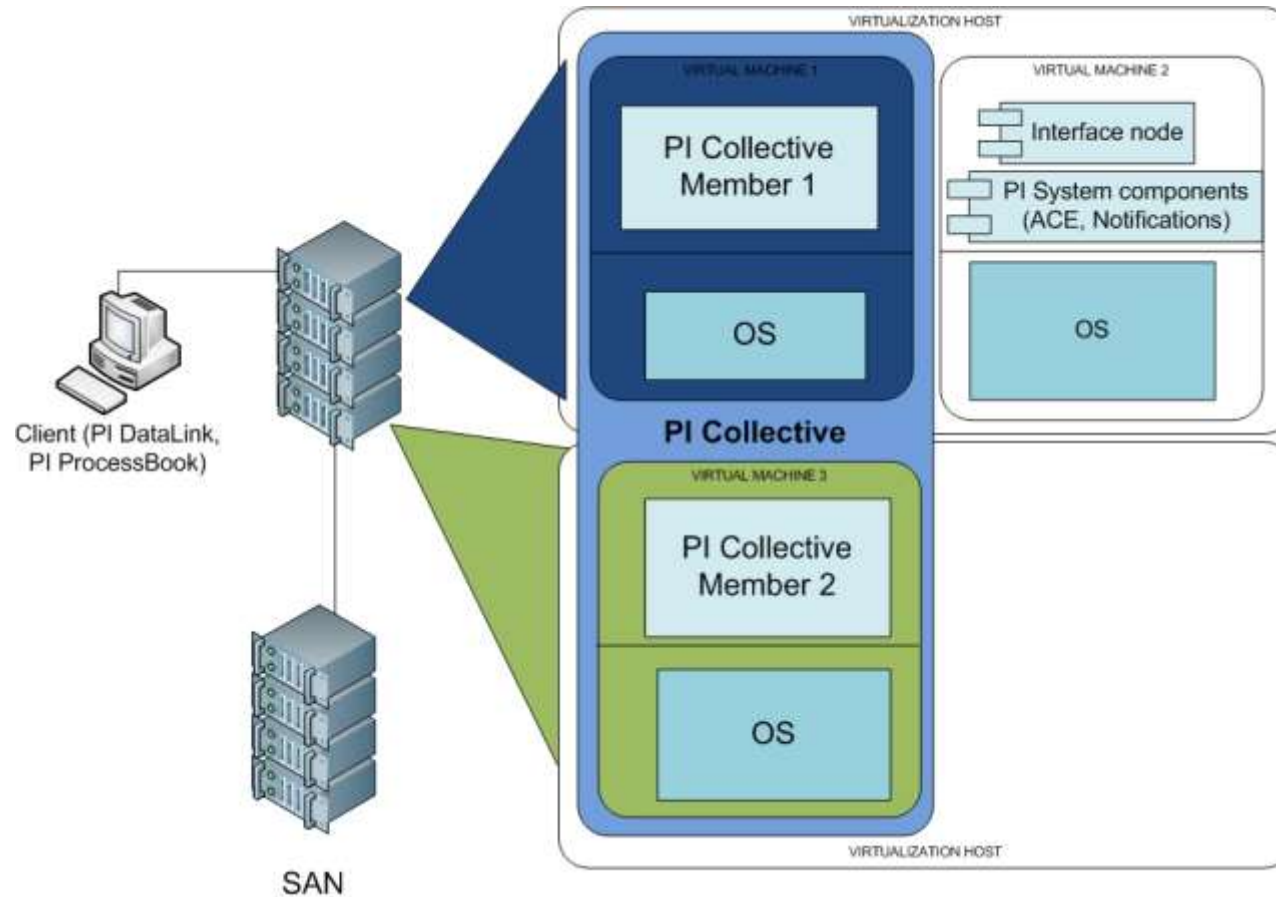 VIRTUALIZATION HOST
VIRTUAL MACHINE 1
PI Collective
Member 1
OS
VIRTUAL MACHINE 2
Interface node
PI System components
(ACE, Notifications)
OS
Client (PI DataLink,
PI ProcessBook)
PI Collective
VIRTUAL MACHINE 3
PI Collective
Member 2
OS
VIRTUALIZATION HOST
SAN